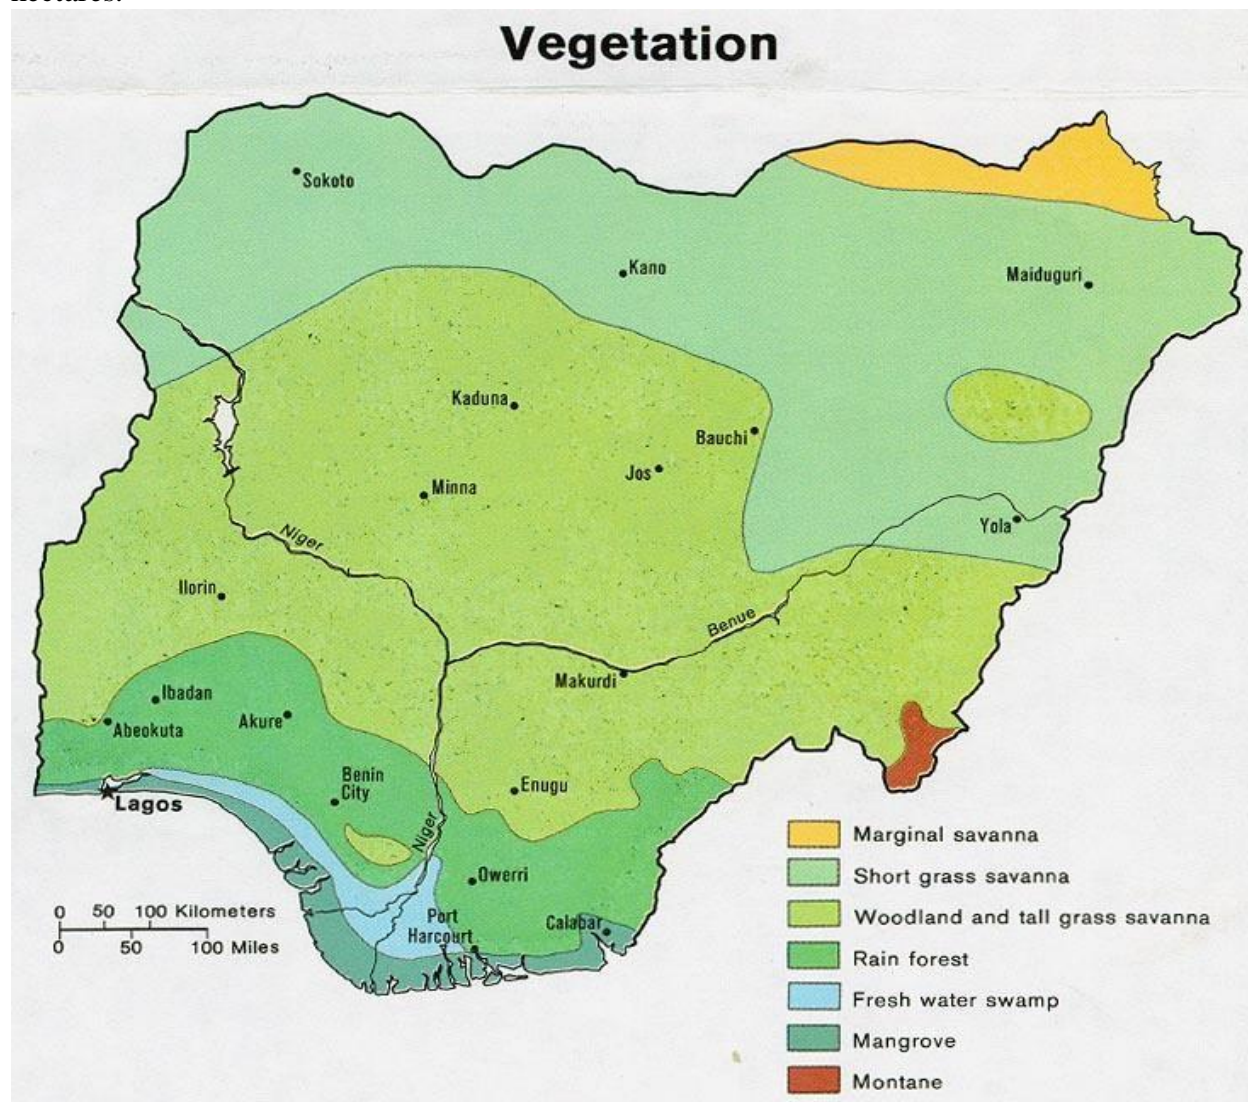 Vegetation
Sokoto
Kano
Maiduguri
Kaduna
Bauchi
Jos
Minna
Yola
Niger
Ilorin
Benue
Makurdi
Ibadan
Akure
Abeokuta
Benin
City
Enugu
Lagos
Niger
Owerri
Port
Harcourt
Calabar
0 50 100 Kilometers
0 50 100 Miles
Marginal savanna
Short grass savanna
Woodland and tall grass savanna
Rain forest
Fresh water swamp
Mangrove
Montane